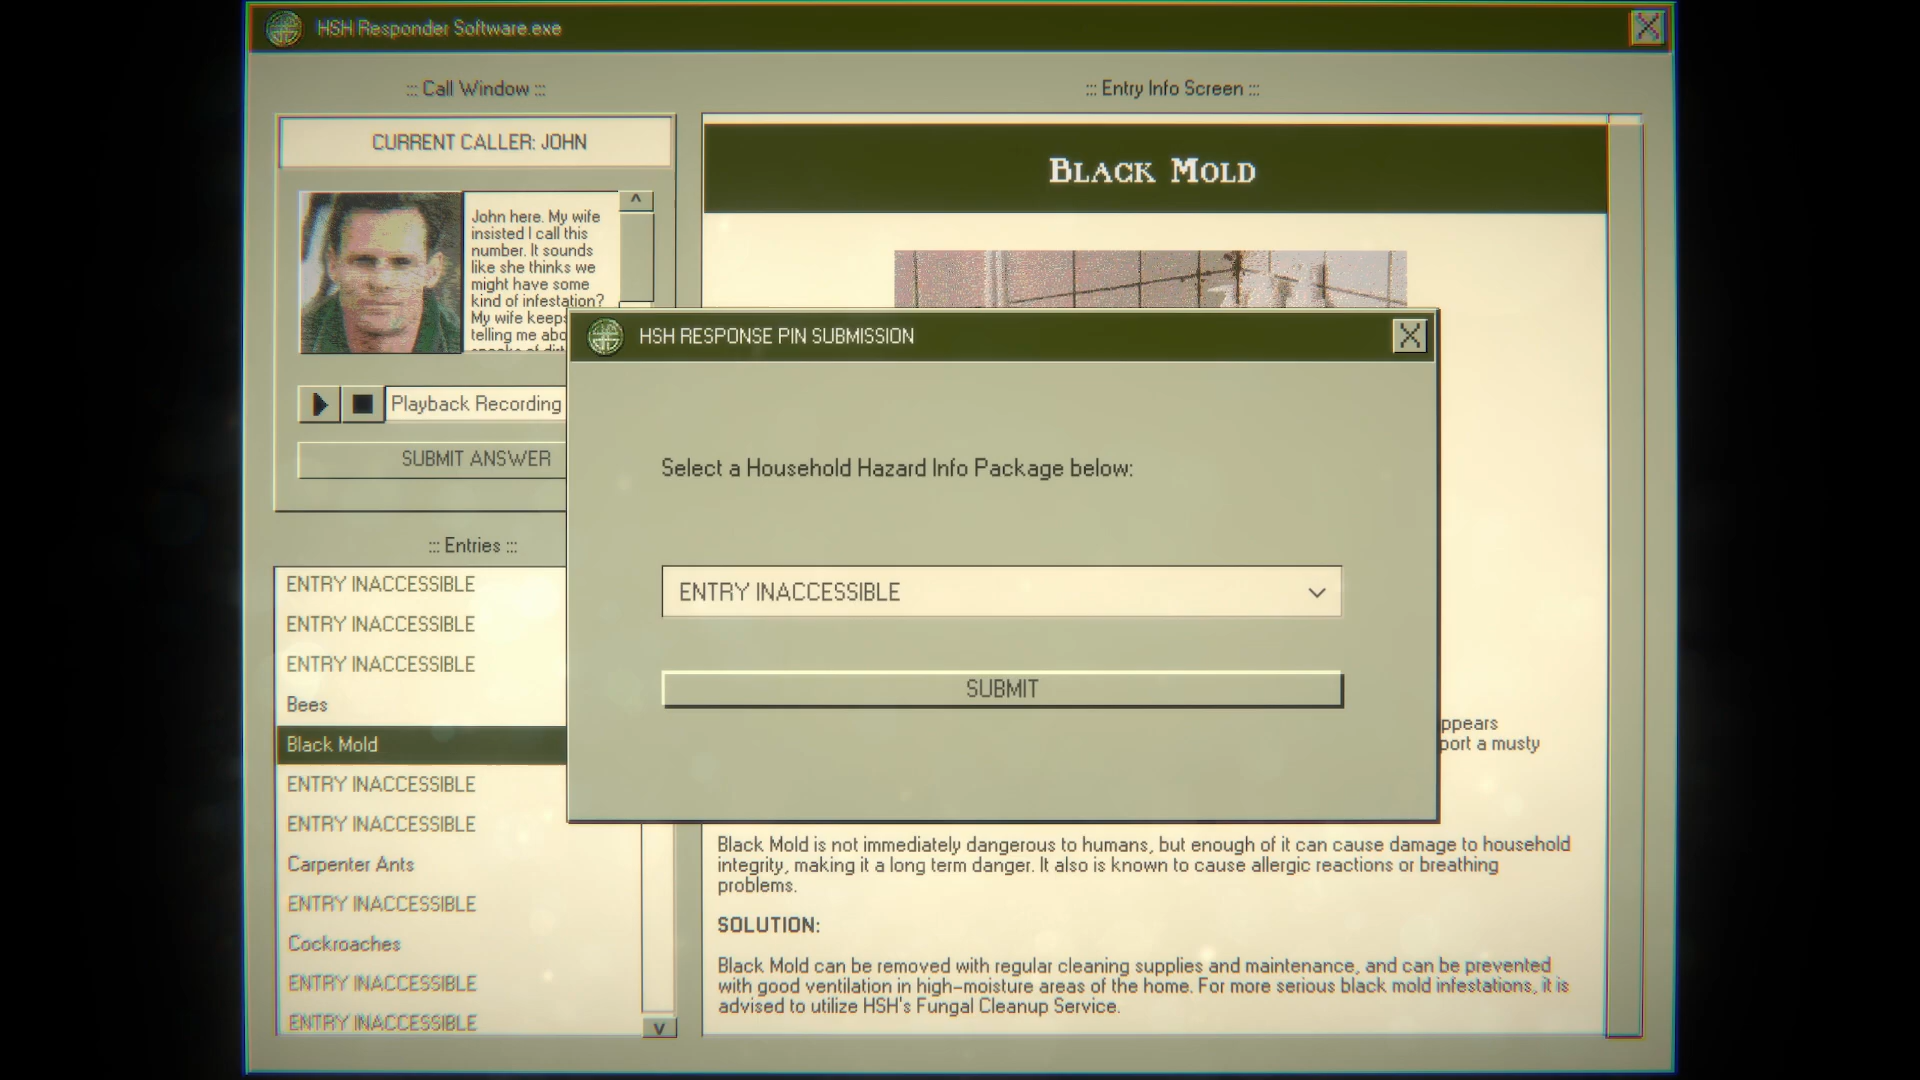 HSH Responder Software.exe
::: Call Window :::
CURRENT CALLER: JOHN
John here. My wife
insisted I call this
number. It sounds
like she thinks we
might have some
kind of infestation?
My wife keeps
telling me
Playback Recording
SUBMIT ANSWER
::: Entries :::
ENTRY INACCESSIBLE
ENTRY INACCESSIBLE
ENTRY INACCESSIBLE
Bees
Black Mold
ENTRY INACCESSIBLE
ENTRY INACCESSIBLE
Carpenter Ants
ENTRY INACCESSIBLE
Cockroaches
ENTRY INACCESSIBLE
ENTRY INACCESSIBLE
::: Entry Info Screen :::
BLACK MOLD
HSH RESPONSE PIN SUBMISSION
Select a Household Hazard Info Package below:
ENTRY INACCESSIBLE
SUBMIT
ppears
port a musty
Black Mold is not immediately dangerous to humans, but enough of it can cause damage to household
integrity, making it a long term danger. It also is known to cause allergic reactions or breathing
problems.
SOLUTION:
Black Mold can be removed with regular cleaning supplies and maintenance, and can be prevented
with good ventilation in high-moisture areas of the home. For more serious black mold infestations, it is
advised to utilize HSH's Fungal Cleanup Service.